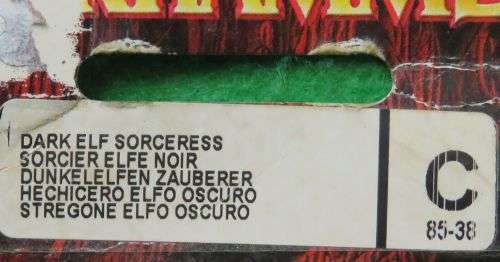 DARK ELF SORCERESS
SORCIER ELFE NOIR
DUNKELELFEN ZAUBERER
HECHICERO ELFO OSCURO
STREGONE ELFO OSCURO
C
85-38